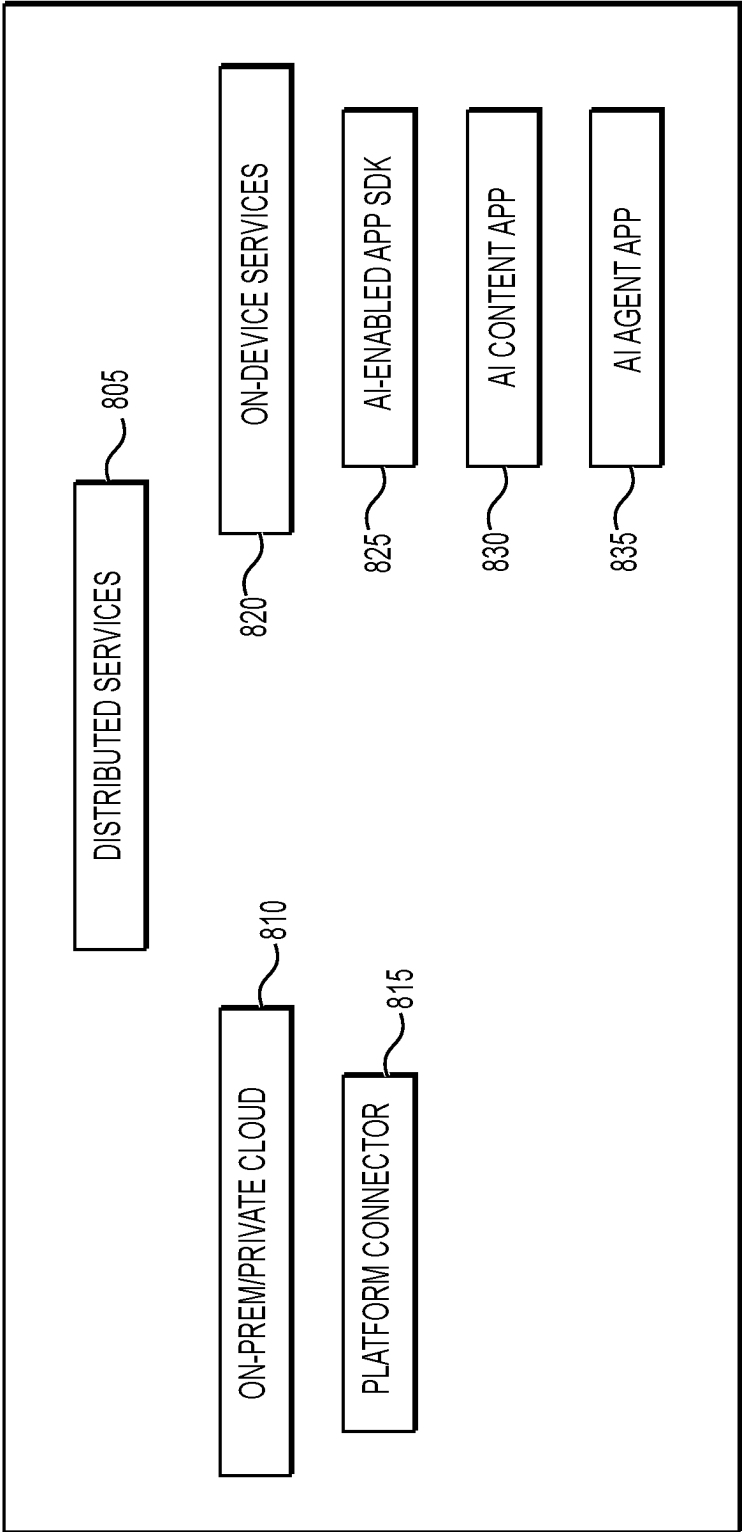 DISTRIBUTED SERVICES
805
ON-PREM/PRIVATE CLOUD
810
PLATFORM CONNECTOR
815
ON-DEVICE SERVICES
820
AI-ENABLED APP SDK
825
AI CONTENT APP
830
AI AGENT APP
835